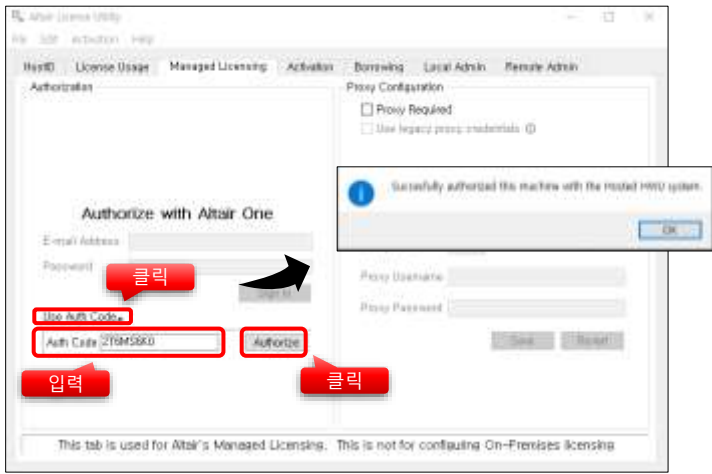 Altair License Utility
File Edit Activation Help
HostID License Usage Managed Licensing Activation Borrowing Local Admin Remote Admin
Authorization
Proxy Configuration
Proxy Required
Use legacy proxy credentials
Succesfully authorized this machine with the Hosted HWU system.
OK
Authorize with Altair One
E-mail Address
Password
클릭
Sign In
Use Auth Code
Auth Code
Authorize
입력
클릭
Proxy Username
Proxy Password
Save Reset
This tab is used for Altair's Managed Licensing. This is not for configuring On-Premises licensing